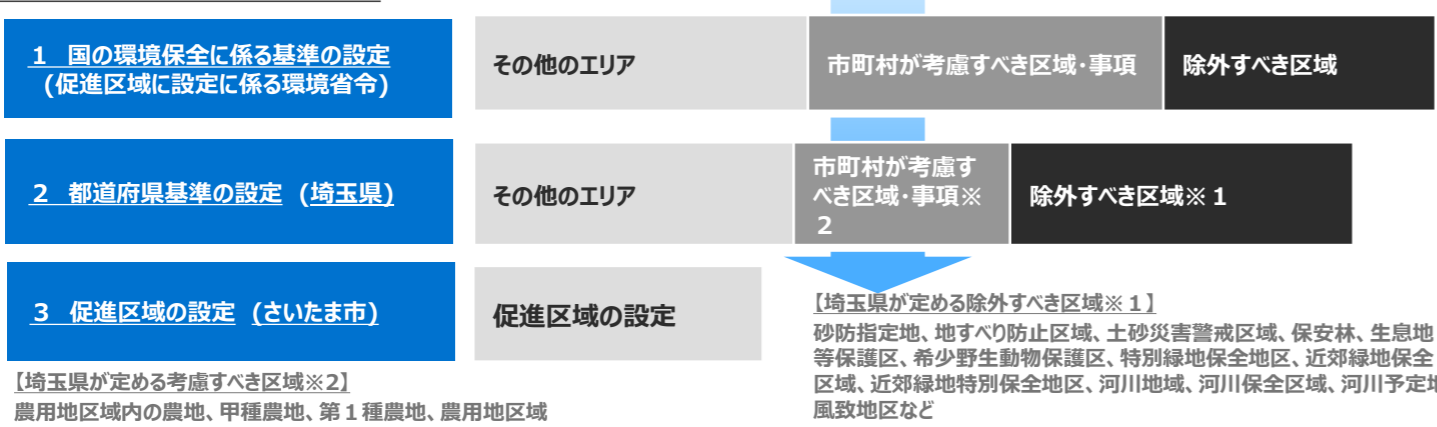 1 国の環境保全に係る基準の設定
(促進区域に設定に係る環境省令)
その他のエリア
市町村が考慮すべき区域・事項
除外すべき区域
2 都道府県基準の設定 (埼玉県)
その他のエリア
市町村が考慮す
べき区域・事項※
2
除外すべき区域※1
3 促進区域の設定 (さいたま市)
促進区域の設定
【埼玉県が定める除外すべき区域※1】
砂防指定地、地すべり防止区域、土砂災害警戒区域、保安林、生息地
等保護区、希少野生動物保護区、特別緑地保全地区、近郊緑地保全
区域、近郊緑地特別保全地区、河川地域、河川保全区域、河川予定地
風致地区など
【埼玉県が定める考慮すべき区域※2】
農用地区域内の農地、甲種農地、第1種農地、農用地区域